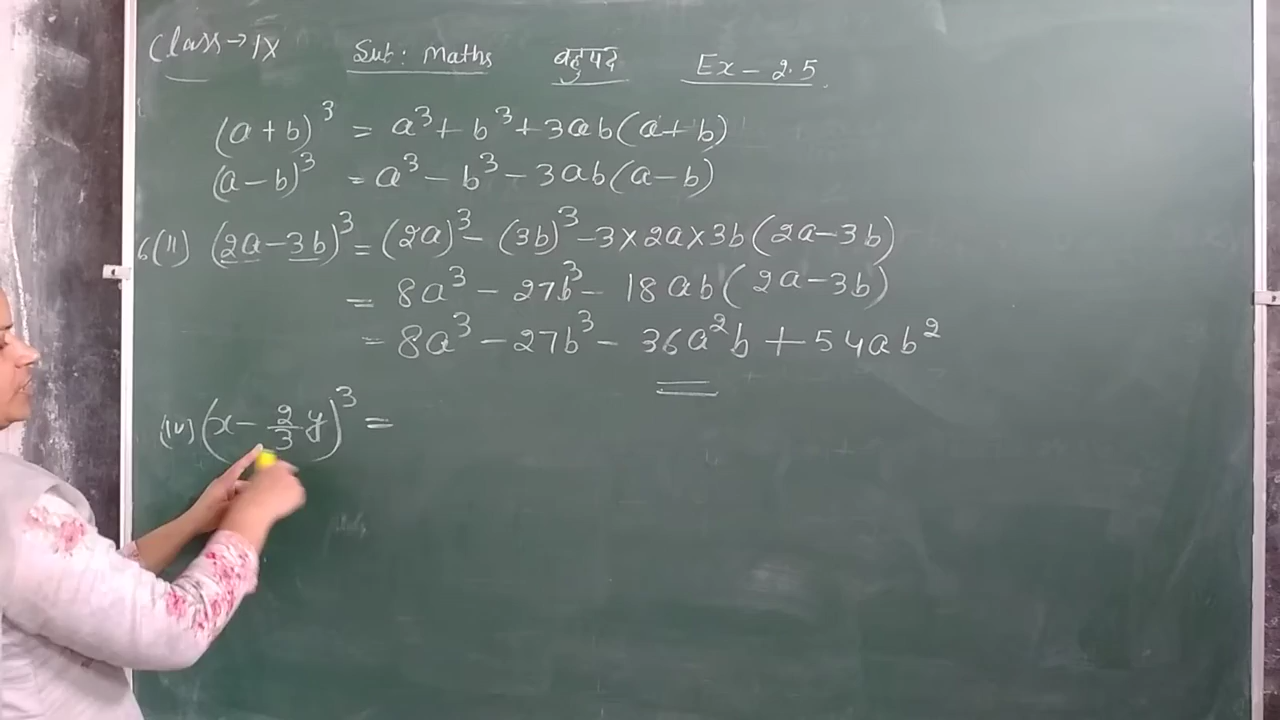 Class→IX Sub: Maths बहुपद Ex - 2.5
(a+b)³ = a³+b³+3ab(a+b)
(a-b)³ = a³-b³-3ab(a-b)
6(11) (2a-3b)³ = (2a)³-(3b)³-3×2a×3b(2a-3b)
= 8a³-27b³-18ab(2a-3b)
= 8a³-27b³-36a²b+54ab²
(IV) (x-2/3y)³ =